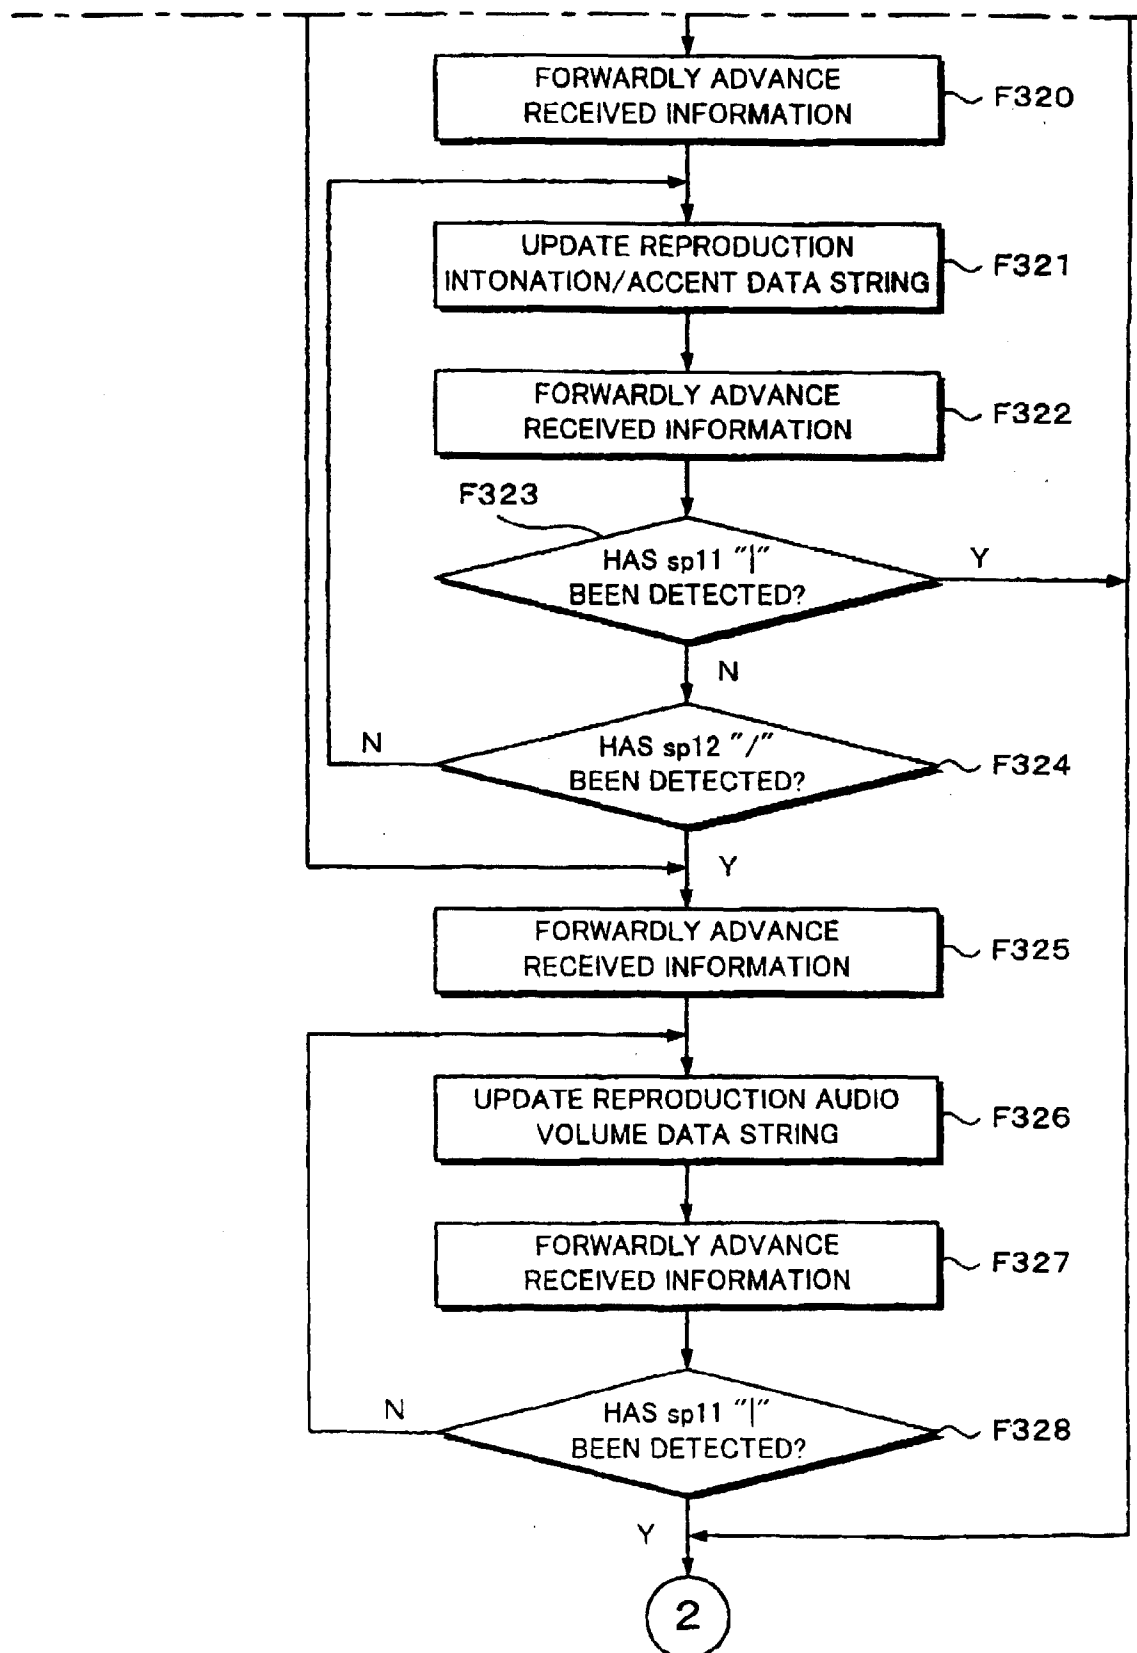 FORWARDLY ADVANCE
RECEIVED INFORMATION
F320
UPDATE REPRODUCTION
INTONATION/ACCENT DATA STRING
F321
FORWARDLY ADVANCE
RECEIVED INFORMATION
F322
F323
HAS sp11 "|"
BEEN DETECTED?
Y
N
HAS sp12 "/"
BEEN DETECTED?
N
F324
Y
FORWARDLY ADVANCE
RECEIVED INFORMATION
F325
UPDATE REPRODUCTION AUDIO
VOLUME DATA STRING
F326
FORWARDLY ADVANCE
RECEIVED INFORMATION
F327
HAS sp11 "|"
BEEN DETECTED?
N
F328
Y
2